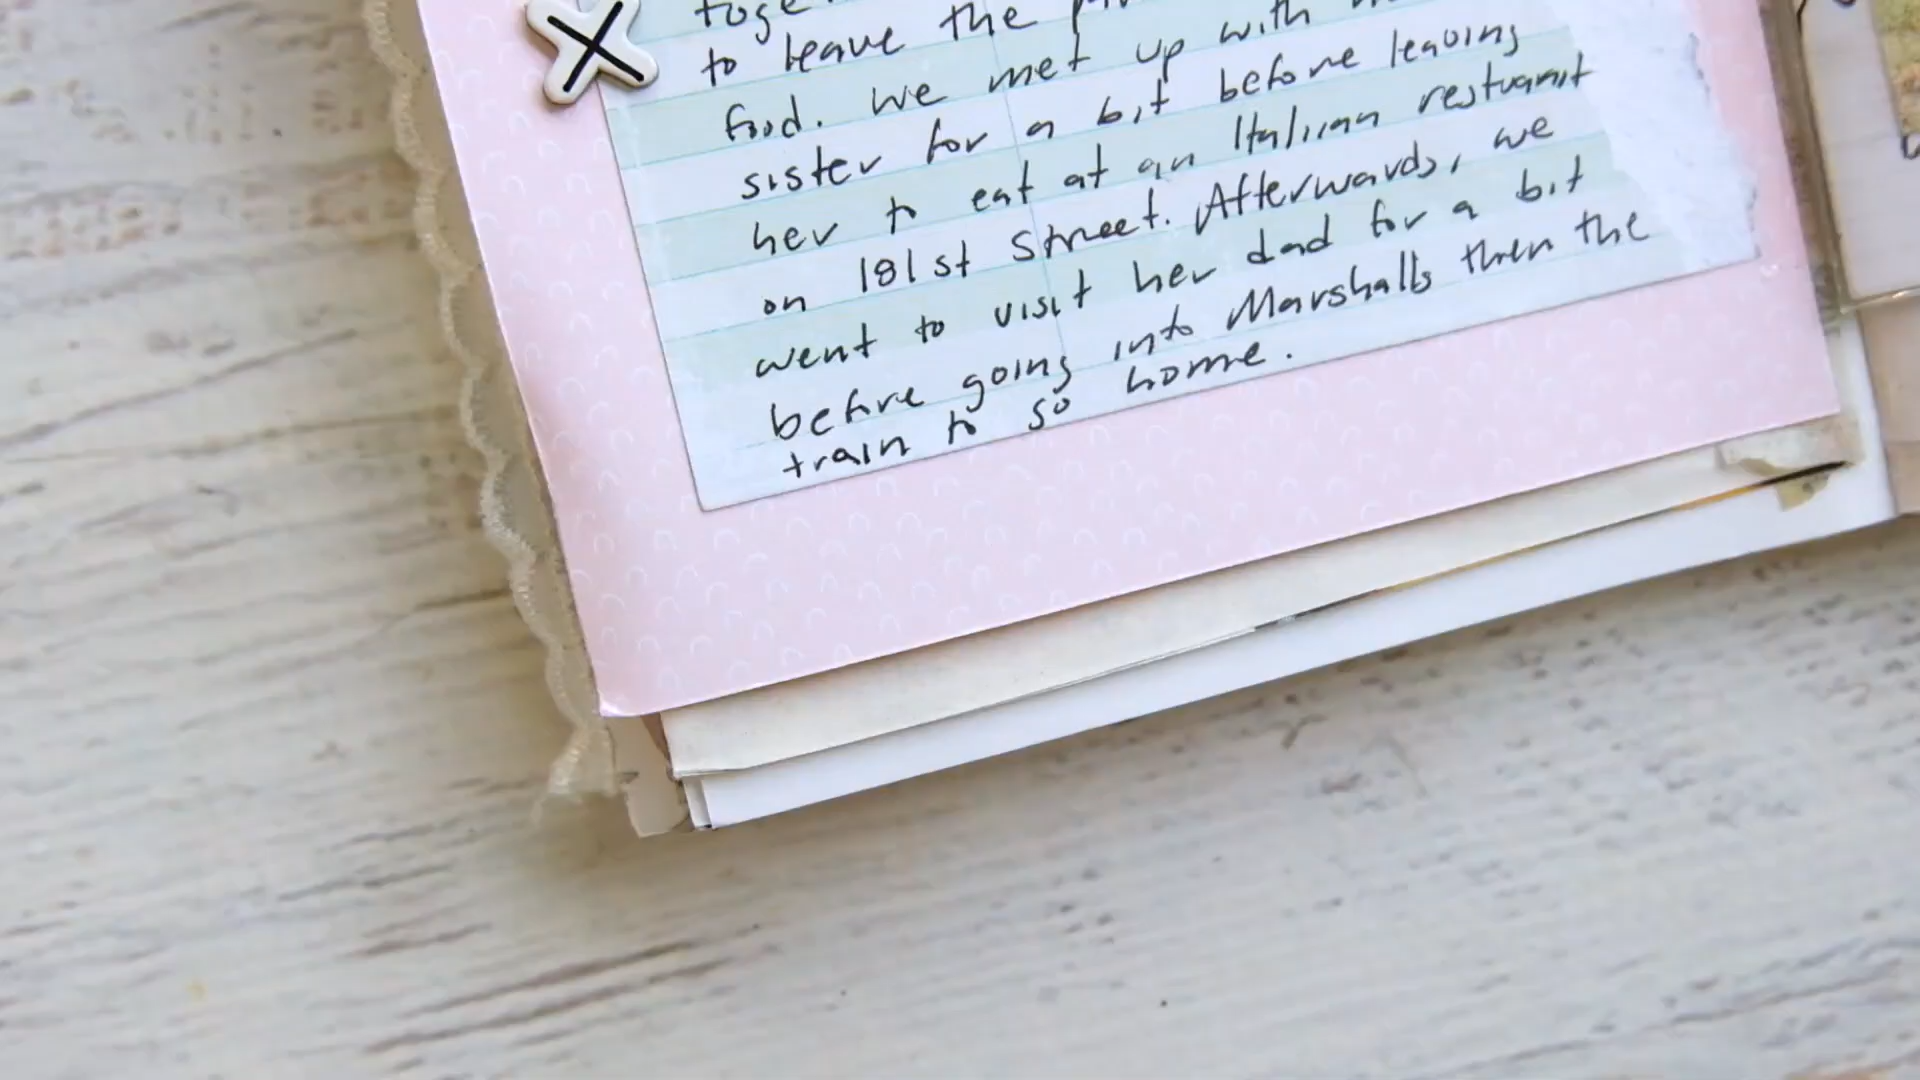 to leave the
food. we met up with
sister for a bit before leaving
her to eat at an Italian restuarnt
on 181st Street. Afterwards, we
went to visit her dad for a bit
before going into Marshalls then the
train to go home.